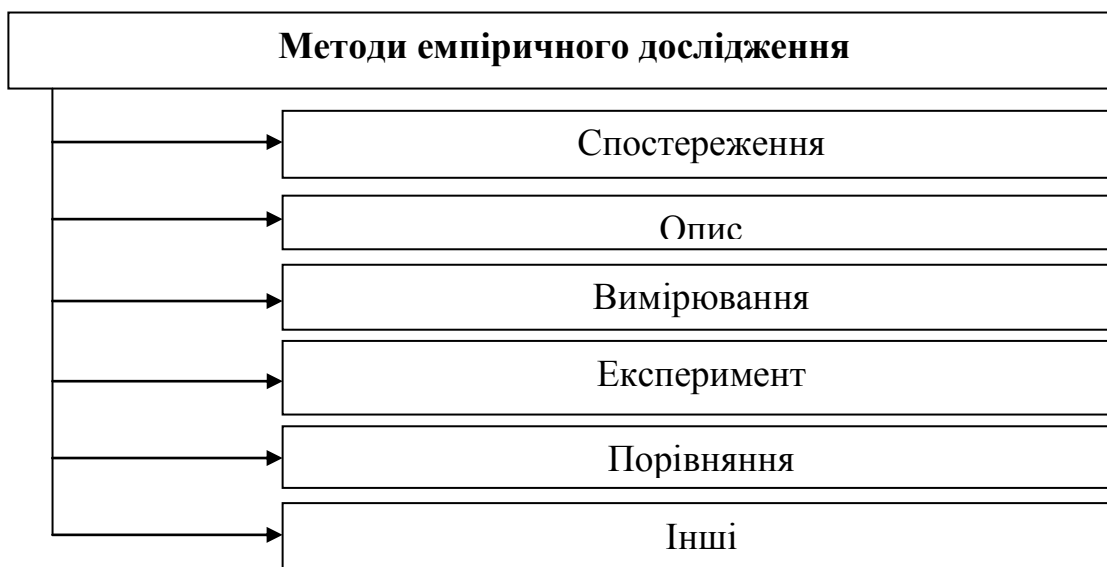 Методи емпіричного дослідження
Спостереження
Опис
Вимірювання
Експеримент
Порівняння
Інші